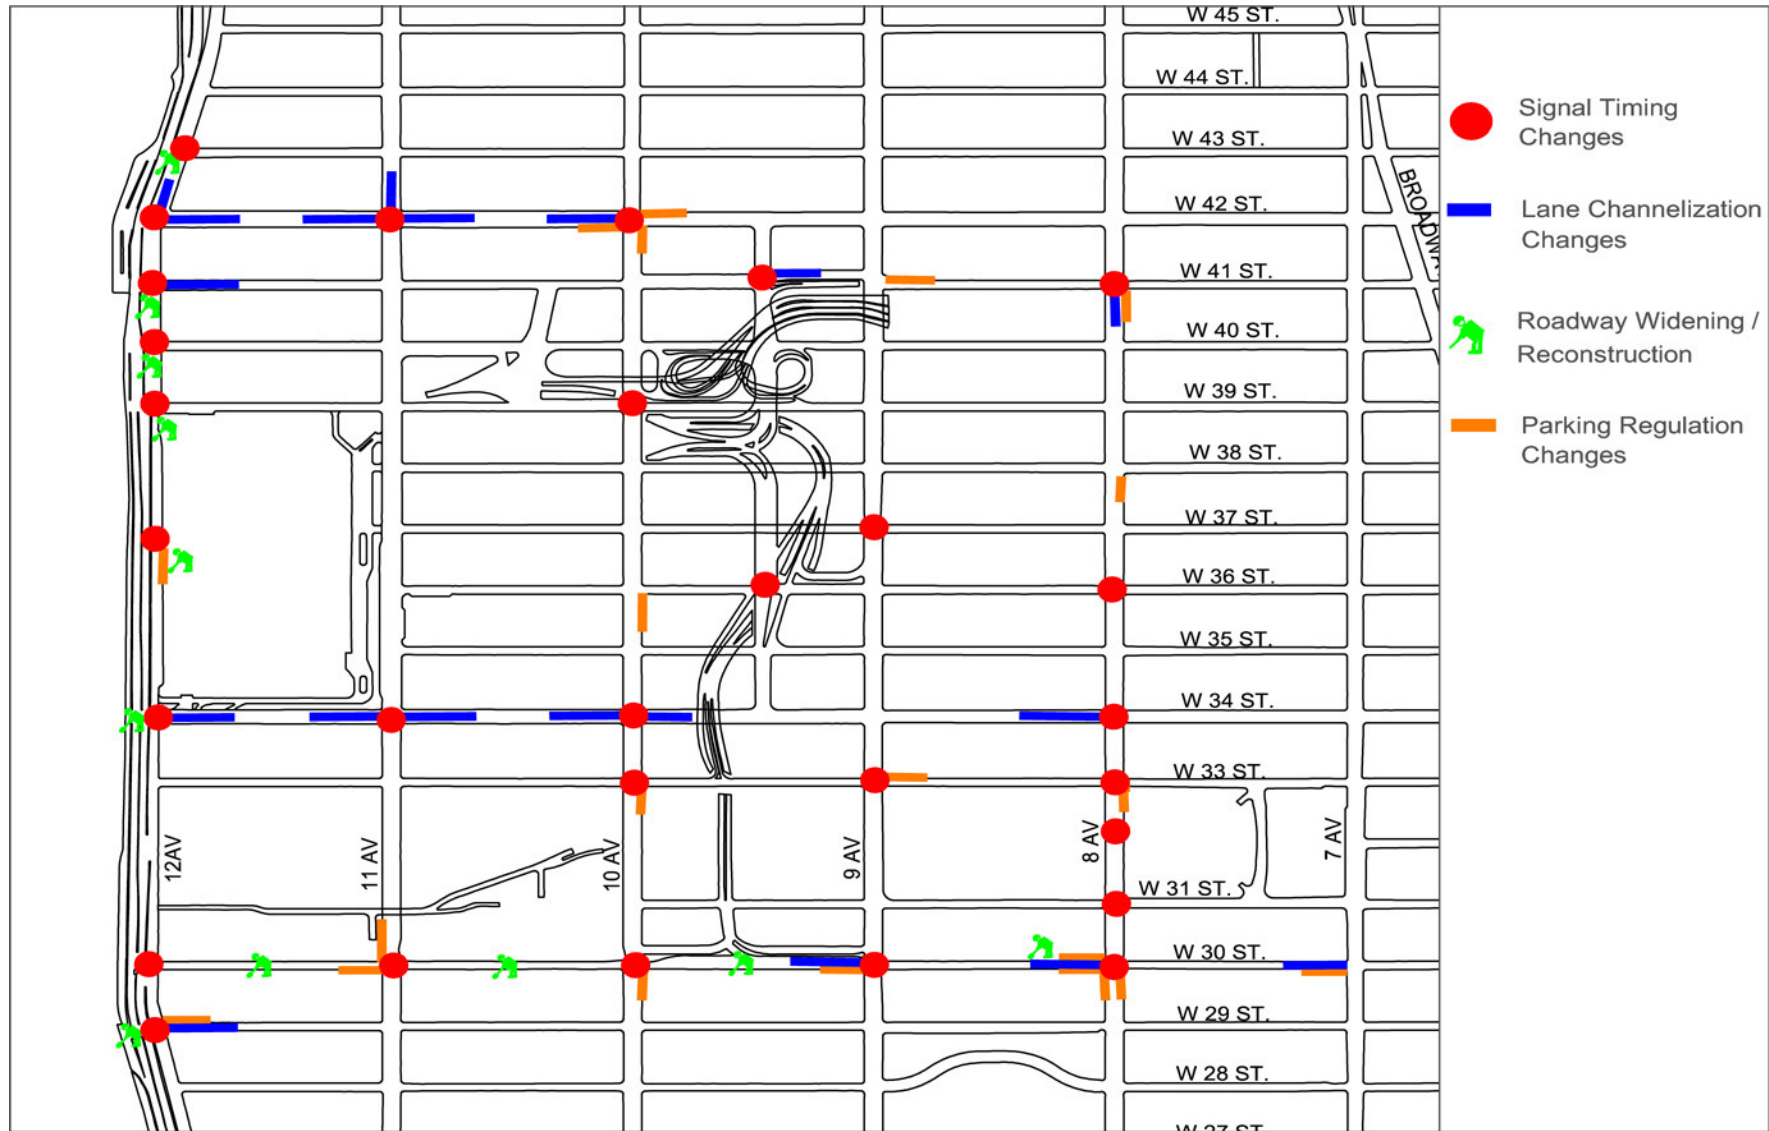 W 45 ST.
W 44 ST.
W 43 ST.
W 42 ST.
BROADWAY
W 41 ST.
W 40 ST.
W 39 ST.
W 38 ST.
W 37 ST.
W 36 ST.
W 35 ST.
W 34 ST.
W 33 ST.
12AV
11 AV
10 AV
9 AV
8 AV
7 AV
W 31 ST.
W 30 ST.
W 29 ST.
W 28 ST.
W 27 ST.
Signal Timing
Changes
Lane Channelization
Changes
Roadway Widening /
Reconstruction
Parking Regulation
Changes